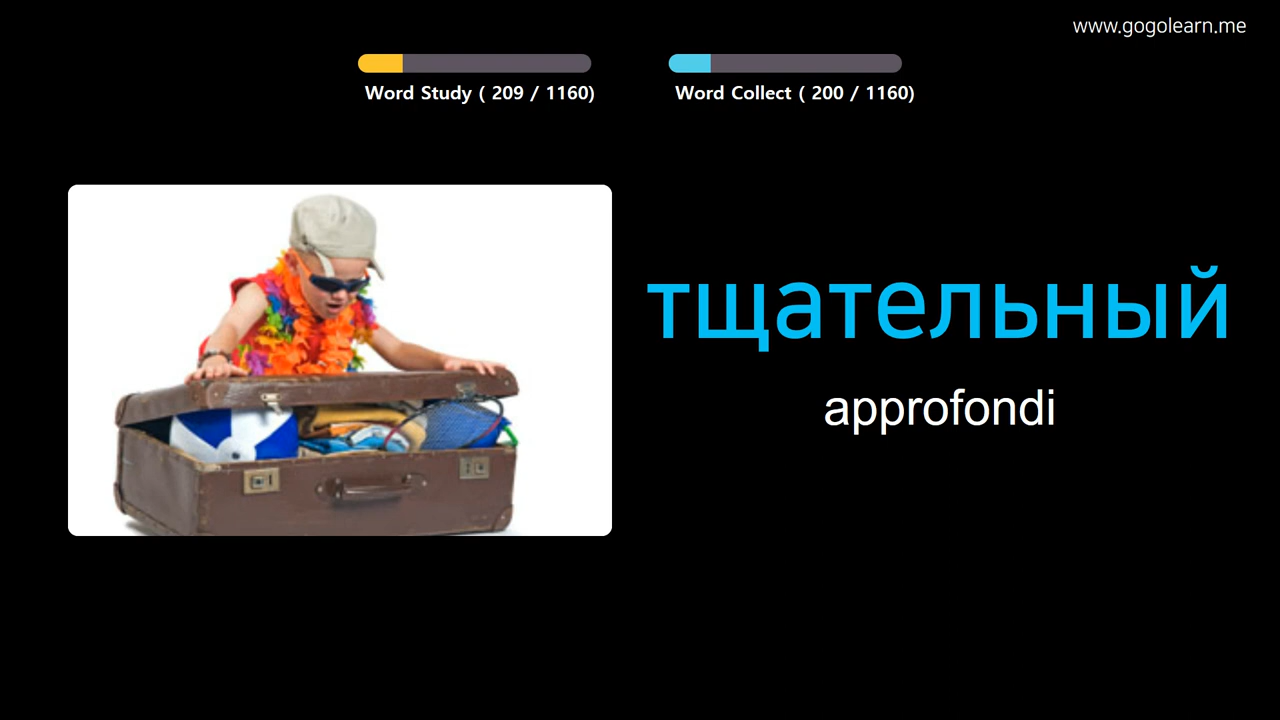 www.gogolearn.me
Word Study ( 209 / 1160)
Word Collect ( 200 / 1160)
тщательный
approfondi